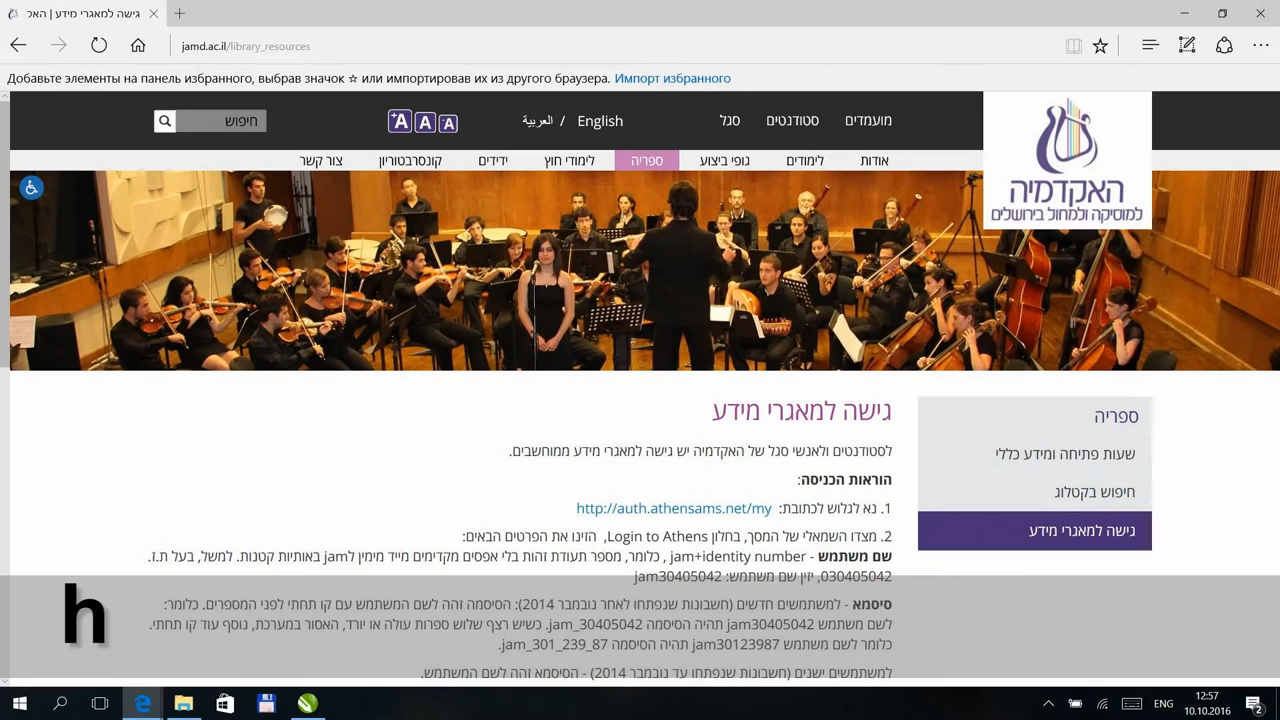 גישה למאגרי מידע | האק
jamd.ac.il/library_resources
Добавьте элементы на панель избранного, выбрав значок ☆ или импортировав их из другого браузера. Импорт избранного
מועמדים סטודנטים סגל English / العربية A A A חיפוש
אודות לימודים גופי ביצוע ספריה לימודי חוץ ידידים קונסרבטוריון צור קשר
האקדמיה
למוסיקה ולמחול בירושלים
ספריה
שעות פתיחה ומידע כללי
חיפוש בקטלוג
גישה למאגרי מידע
גישה למאגרי מידע
לסטודנטים ולאנשי סגל של האקדמיה יש גישה למאגרי מידע ממוחשבים.
הוראות הכניסה:
1. נא לגלוש לכתובת: http://auth.athensams.net/my
2. מצדו השמאלי של המסך, בחלון Login to Athens, הזינו את הפרטים הבאים:
שם משתמש - jam+identity number , כלומר, מספר תעודת זהות בלי אפסים מקדימים מייד מימין לjam באותיות קטנות. למשל, בעל ת.ז.
030405042, יזין שם משתמש: jam30405042
סיסמא - למשתמשים חדשים (חשבונות שנפתחו לאחר נובמבר 2014): הסיסמה זהה לשם המשתמש עם קו תחתי לפני המספרים. כלומר:
לשם משתמש jam30405042 תהיה הסיסמה jam_30405042. כשיש רצף שלוש ספרות עולה או יורד, האסור במערכת, נוסף עוד קו תחתי.
כלומר לשם משתמש jam30123987 תהיה הסיסמה jam_301_239_87.
למשתמשים ישנים (חשבונות שנפתחו עד נובמבר 2014) - הסיסמא זהה לשם המשתמש.
h
ENG
12:57
10.10.2016
2